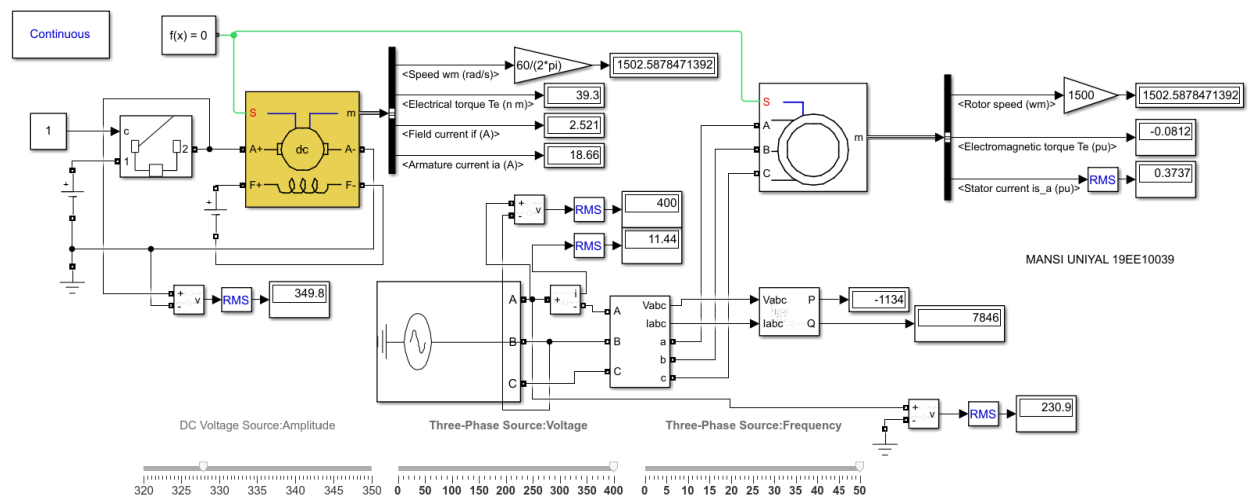 Continuous
f(x) = 0
60/(2*pi)
1502.5878471392
<Speed wm (rad/s)>
39.3
<Electrical torque Te (n m)>
2.521
<Field current if (A)>
18.66
<Armature current ia (A)>
1
c
1
2
S
m
A+
dc
A-
F+
F-
S
A
B
C
m
1500
1502.5878471392
<Rotor speed (wm)>
-0.0812
<Electromagnetic torque Te (pu)>
RMS
0.3737
<Stator current is_a (pu)>
+
-
v
RMS
400
RMS
11.44
MANSI UNIYAL 19EE10039
+
-
v
RMS
349.8
A
B
C
+
-
i
A
B
C
Vabc
Iabc
a
b
c
Vabc
Iabc
P
Q
-1134
7846
+
-
v
RMS
230.9
DC Voltage Source:Amplitude
Three-Phase Source:Voltage
Three-Phase Source:Frequency
320 325 330 335 340 345 350
0 50 100 150 200 250 300 350 400
0 5 10 15 20 25 30 35 40 45 50